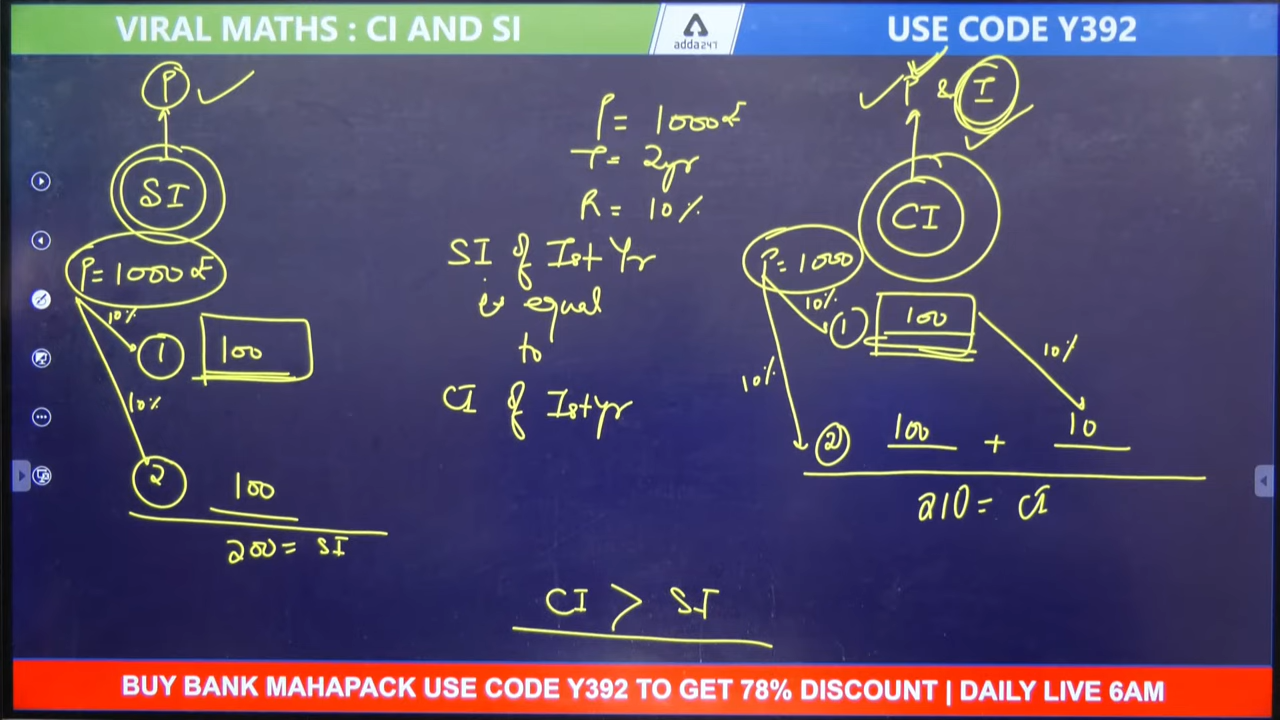 VIRAL MATHS : CI AND SI
adda247
USE CODE Y392
P
SI
P = 1000₹
10%
1
100
10%
2
100
200 = SI
P = 1000₹
T = 2yr
R = 10%
SI of Ist Yr
is equal
to
CI of Ist yr
P & I
CI
P = 1000
10%
1
100
10%
10%
2
100 + 10
210 = CI
CI > SI
BUY BANK MAHAPACK USE CODE Y392 TO GET 78% DISCOUNT | DAILY LIVE 6AM